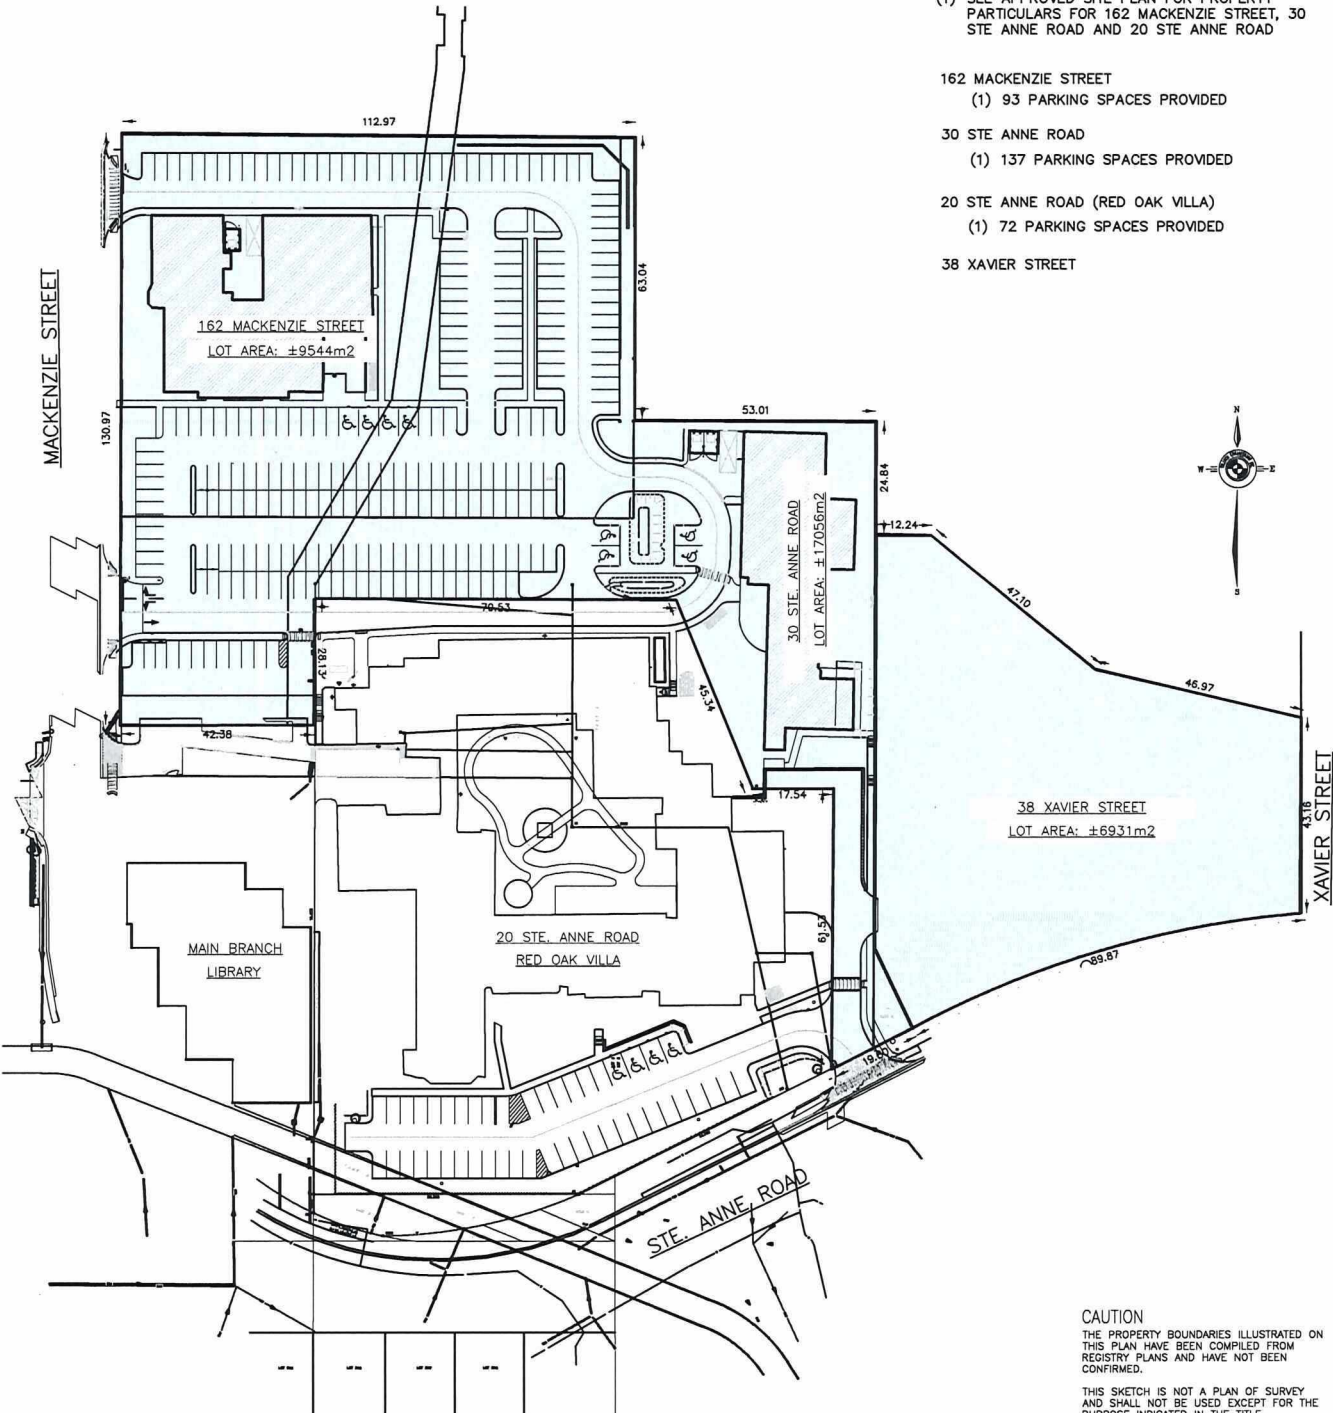 (1) SEE APPROVED SITE PLAN FOR PROPERTY
PARTICULARS FOR 162 MACKENZIE STREET, 30
STE ANNE ROAD AND 20 STE ANNE ROAD
162 MACKENZIE STREET
(1) 93 PARKING SPACES PROVIDED
30 STE ANNE ROAD
(1) 137 PARKING SPACES PROVIDED
20 STE ANNE ROAD (RED OAK VILLA)
(1) 72 PARKING SPACES PROVIDED
38 XAVIER STREET
112.97
63.04
MACKENZIE STREET
162 MACKENZIE STREET
LOT AREA: ±9544m2
130.97
53.01
24.84
12.24
N
W E
S
30 STE. ANNE ROAD
LOT AREA: ±17056m2
47.10
46.97
79.53
28.13
45.34
42.38
17.54
38 XAVIER STREET
LOT AREA: ±6931m2
43.16
XAVIER STREET
MAIN BRANCH
LIBRARY
20 STE. ANNE ROAD
RED OAK VILLA
61.53
89.87
STE. ANNE ROAD
CAUTION
THE PROPERTY BOUNDARIES ILLUSTRATED ON
THIS PLAN HAVE BEEN COMPILED FROM
REGISTRY PLANS AND HAVE NOT BEEN
CONFIRMED.
THIS SKETCH IS NOT A PLAN OF SURVEY
AND SHALL NOT BE USED EXCEPT FOR THE
PURPOSE INDICATED IN THE TITLE